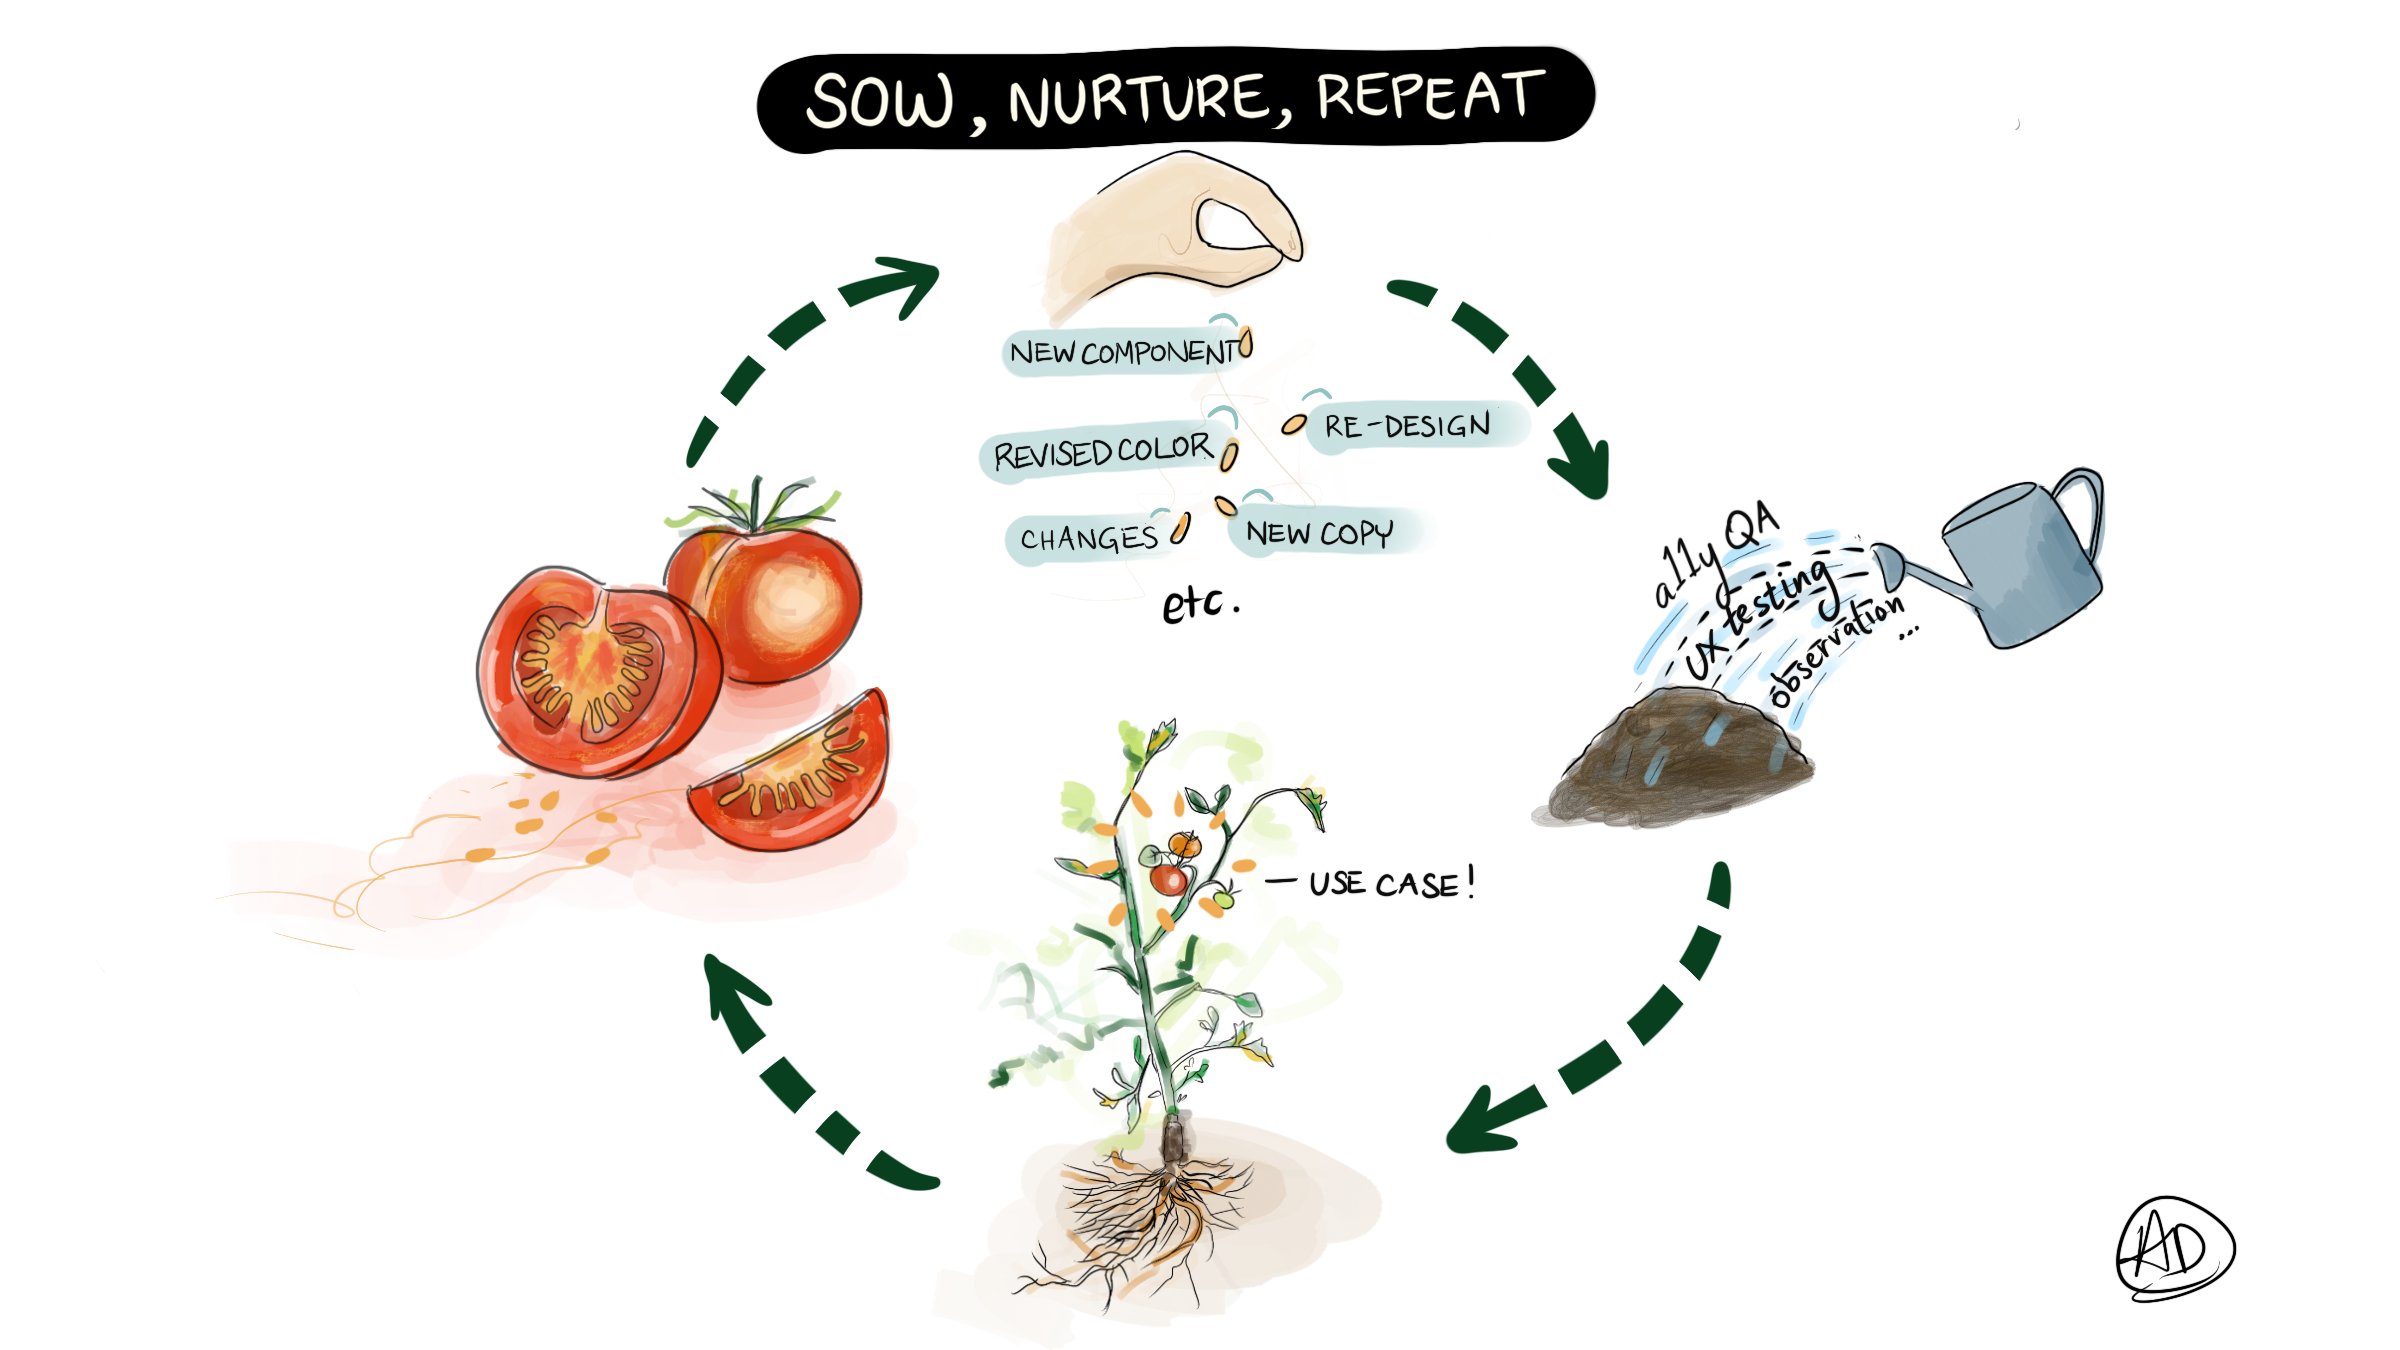 SOW, NURTURE, REPEAT
NEW COMPONENT
RE-DESIGN
REVISED COLOR
CHANGES
NEW COPY
etc.
a11y QA
UX testing
observation
...
— USE CASE!
AD